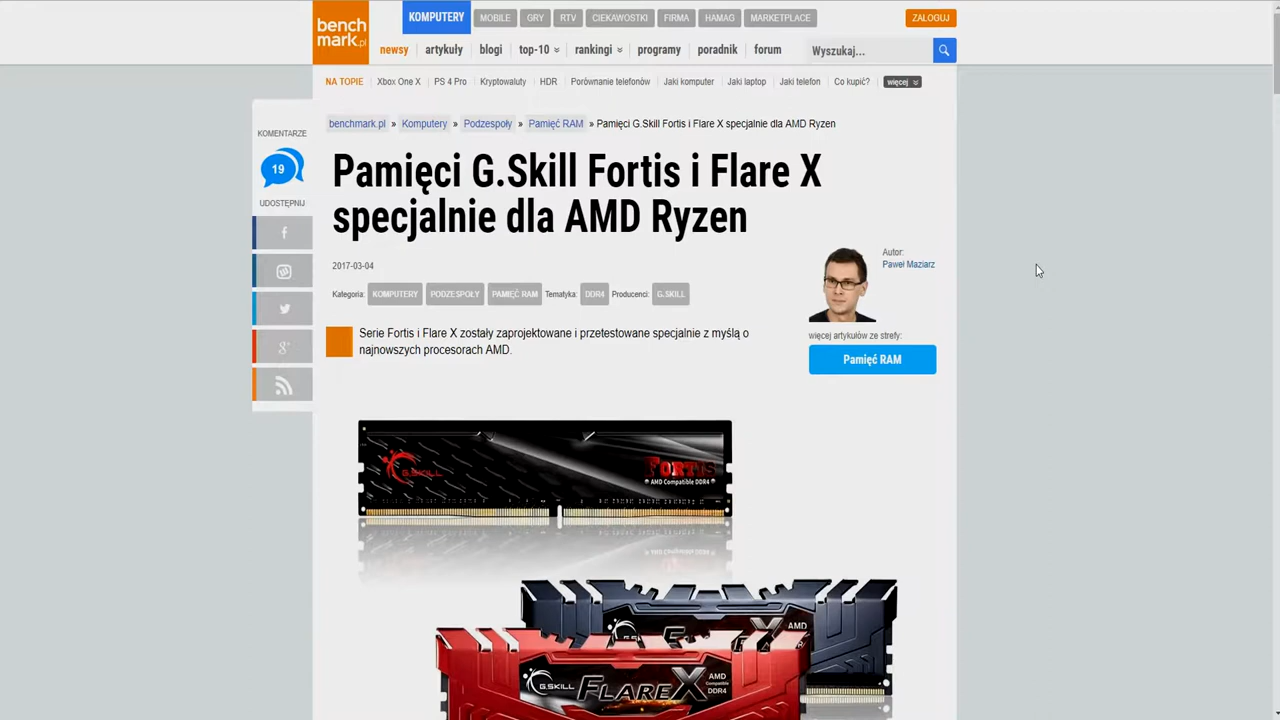 bench
mark.pl
KOMPUTERY MOBILE GRY RTV CIEKAWOSTKI FIRMA HAMAG MARKETPLACE ZALOGUJ
newsy artykuły blogi top-10 rankingi programy poradnik forum Wyszukaj...
NA TOPIE Xbox One X PS 4 Pro Kryptowaluty HDR Porównanie telefonów Jaki komputer Jaki laptop Jaki telefon Co kupić? więcej
benchmark.pl » Komputery » Podzespoły » Pamięć RAM » Pamięci G.Skill Fortis i Flare X specjalnie dla AMD Ryzen
KOMENTARZE
19
UDOSTĘPNIJ
Pamięci G.Skill Fortis i Flare X
specjalnie dla AMD Ryzen
2017-03-04
Autor:
Paweł Maziarz
Kategoria: KOMPUTERY PODZESPOŁY PAMIĘĆ RAM Tematyka: DDR4 Producenci: G.SKILL
Serie Fortis i Flare X zostały zaprojektowane i przetestowane specjalnie z myślą o
najnowszych procesorach AMD.
więcej artykułów ze strefy:
Pamięć RAM
G.SKILL FORTIS
AMD Compatible DDR4
AMD
G.SKILL FLARE X AMD
Compatible
DDR4